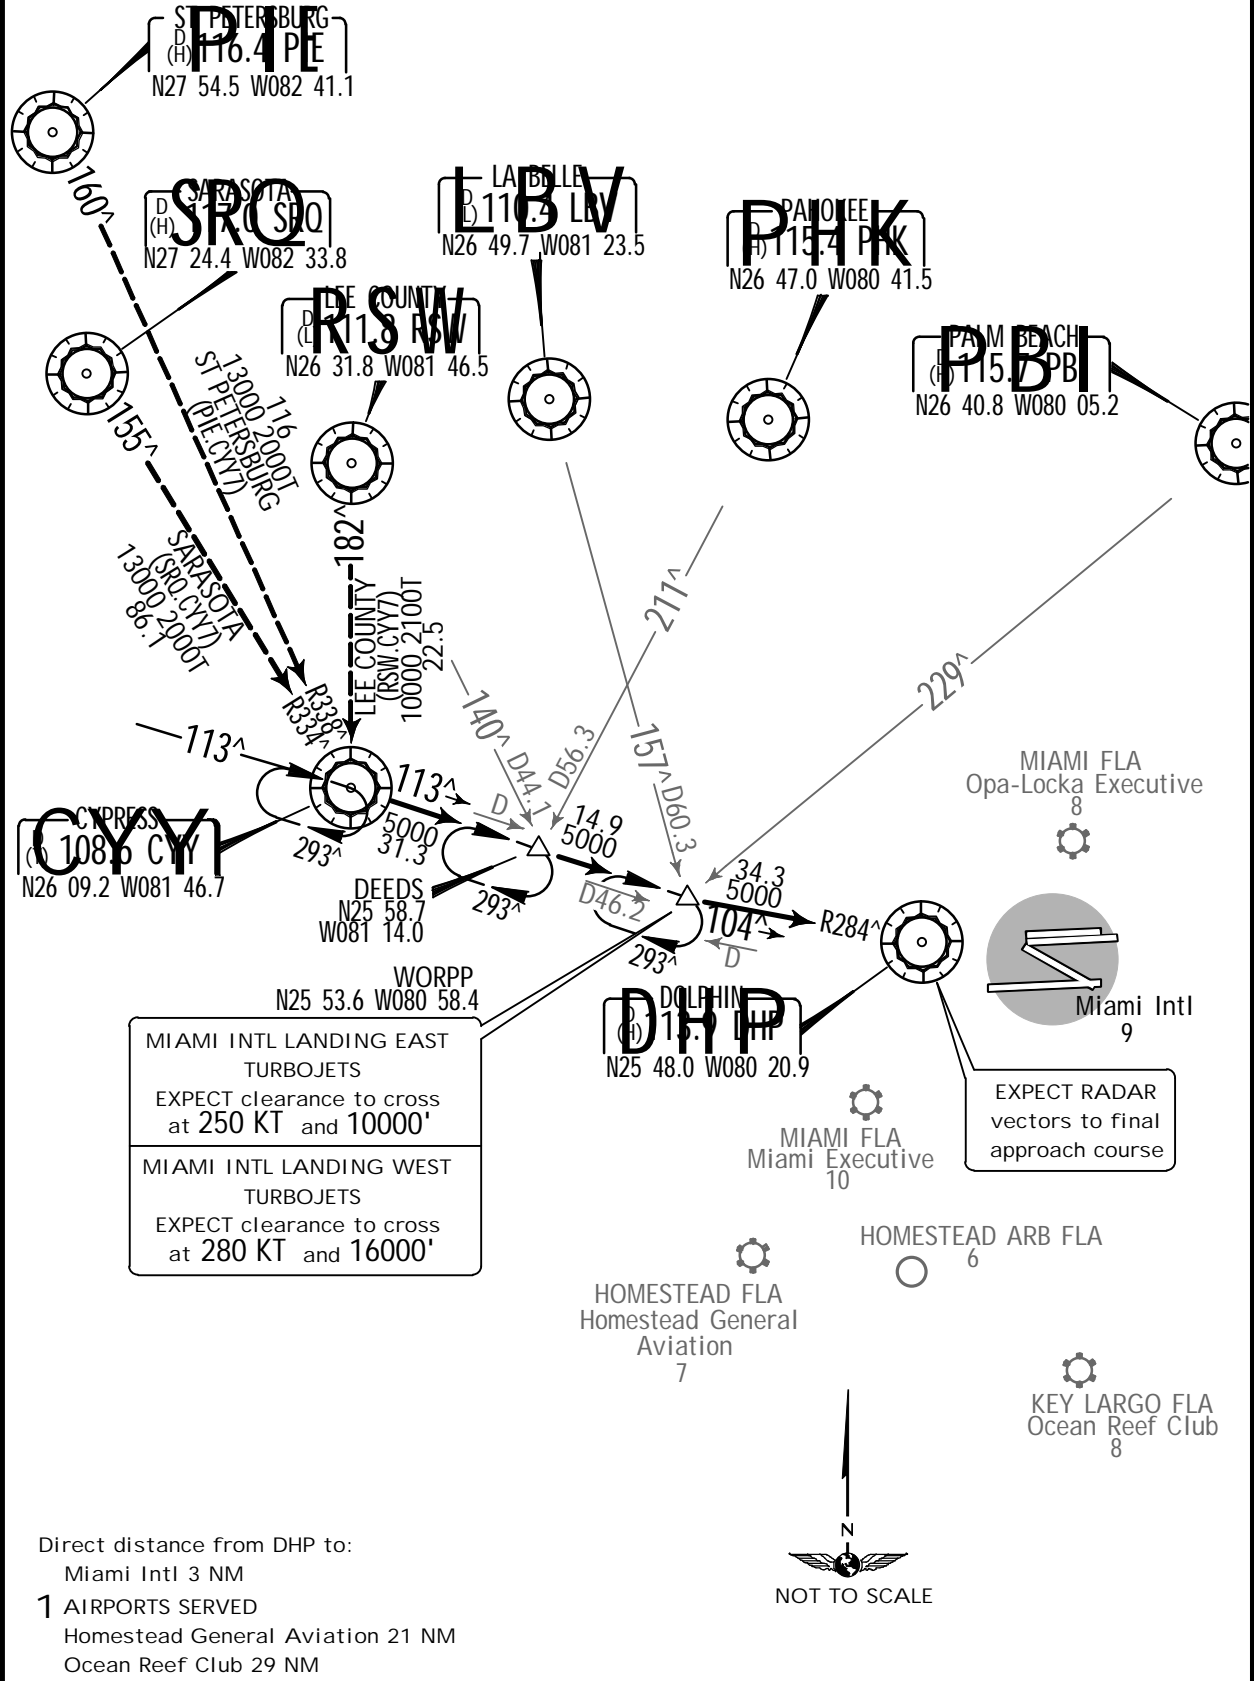 ST PETERSBURG
D
(H) 116.4 PIE
PIE
N27 54.5 W082 41.1
SARASOTA
D
(H) 117.0 SRQ
SRQ
N27 24.4 W082 33.8
LA BELLE
D
(L) 110.4 LBV
LBV
N26 49.7 W081 23.5
PAHOKEE
D
(H) 115.4 PHK
PHK
N26 47.0 W080 41.5
LEE COUNTY
D
(L) 111.8 RSW
RSW
N26 31.8 W081 46.5
PALM BEACH
D
(H) 115.7 PBI
PBI
N26 40.8 W080 05.2
160^
155^
182^
116
13000 2000T
ST PETERSBURG
(PIE.CYY7)
SARASOTA
(SRQ.CYY7)
13000 2000T
86.1
LEE COUNTY
(RSW.CYY7)
10000 2100T
22.5
R338^
R334^
211^
229^
140^
D44.1
D56.3
157^
D60.3
113^
113^
5000
31.3
D
14.9
5000
D46.2
34.3
5000
104^
R284^
D
293^
293^
293^
CYPRESS
D
108.6 CYY
CYY
N26 09.2 W081 46.7
DEEDS
N25 58.7
W081 14.0
WORPP
N25 53.6 W080 58.4
DOLPHIN
D
(H) 113.9 DHP
DHP
N25 48.0 W080 20.9
MIAMI FLA
Opa-Locka Executive
8
Miami Intl
9
MIAMI INTL LANDING EAST
TURBOJETS
EXPECT clearance to cross
at 250 KT and 10000'
MIAMI INTL LANDING WEST
TURBOJETS
EXPECT clearance to cross
at 280 KT and 16000'
EXPECT RADAR
vectors to final
approach course
MIAMI FLA
Miami Executive
10
HOMESTEAD ARB FLA
6
HOMESTEAD FLA
Homestead General
Aviation
7
KEY LARGO FLA
Ocean Reef Club
8
N
NOT TO SCALE
Direct distance from DHP to:
Miami Intl 3 NM
1 AIRPORTS SERVED
Homestead General Aviation 21 NM
Ocean Reef Club 29 NM